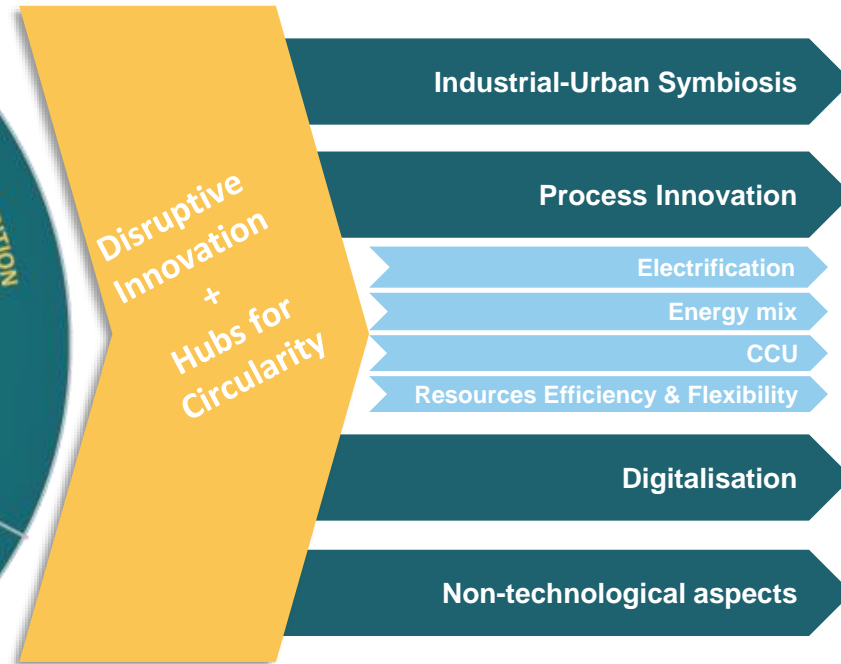 Disruptive
Innovation
+
Hubs for
Circularity
Industrial-Urban Symbiosis
Process Innovation
Electrification
Energy mix
CCU
Resources Efficiency & Flexibility
Digitalisation
Non-technological aspects